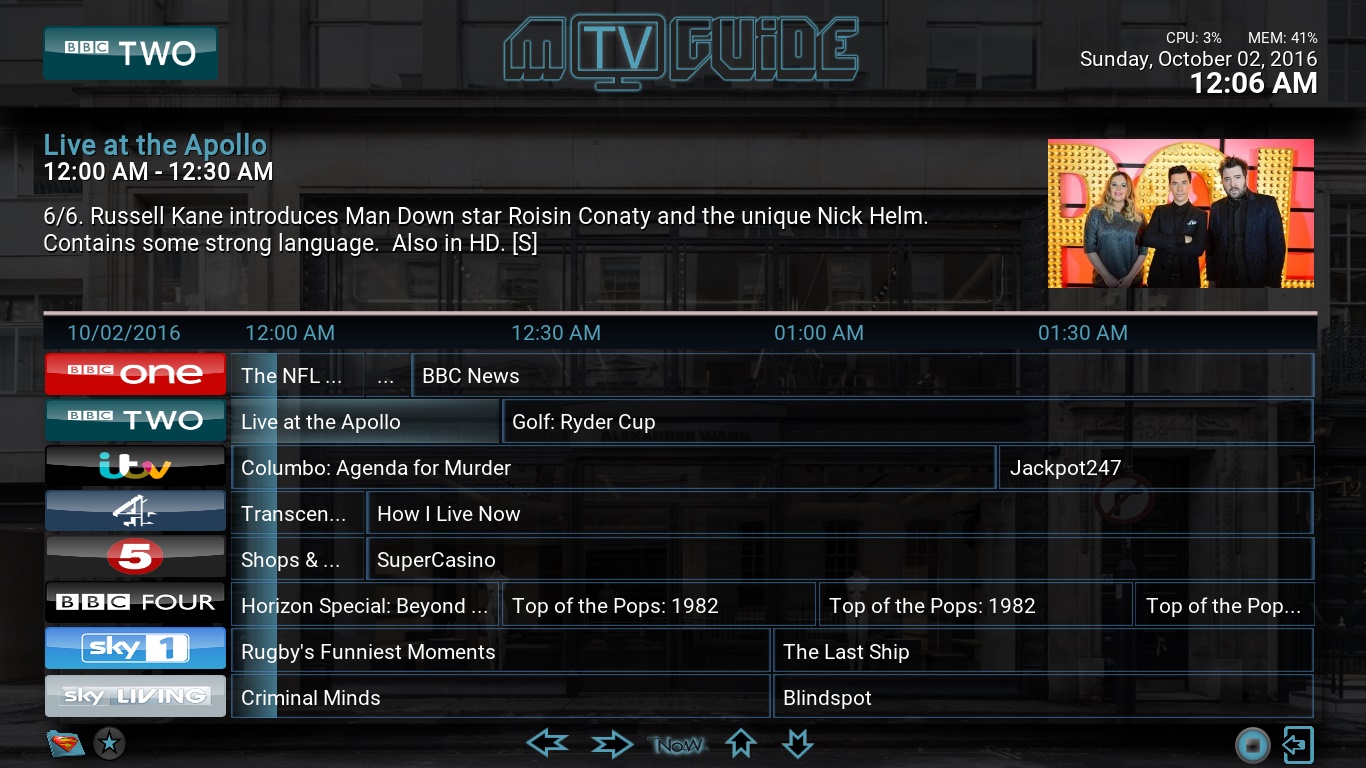 BBC TWO
mTVGUIDE
CPU: 3% MEM: 41%
Sunday, October 02, 2016
12:06 AM
Live at the Apollo
12:00 AM - 12:30 AM
6/6. Russell Kane introduces Man Down star Roisin Conaty and the unique Nick Helm.
Contains some strong language. Also in HD. [S]
10/02/2016 12:00 AM 12:30 AM 01:00 AM 01:30 AM
BBC one The NFL ... ... BBC News
BBC TWO Live at the Apollo Golf: Ryder Cup
itv Columbo: Agenda for Murder Jackpot247
4 Transcen... How I Live Now
5 Shops & ... SuperCasino
BBC FOUR Horizon Special: Beyond ... Top of the Pops: 1982 Top of the Pops: 1982 Top of the Pop...
sky 1 Rugby's Funniest Moments The Last Ship
sky LIVING Criminal Minds Blindspot
NoW